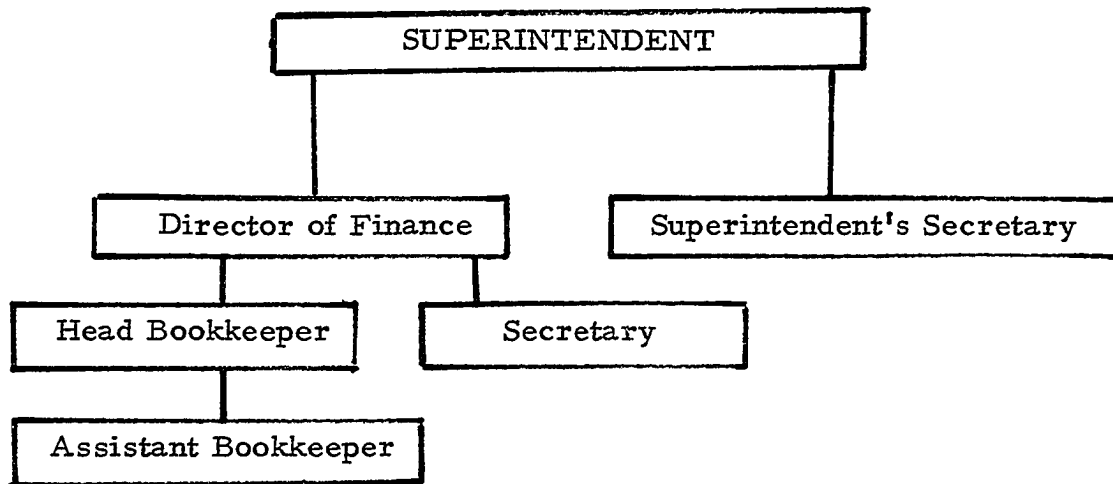 SUPERINTENDENT
Director of Finance
Superintendent's Secretary
Head Bookkeeper
Secretary
Assistant Bookkeeper